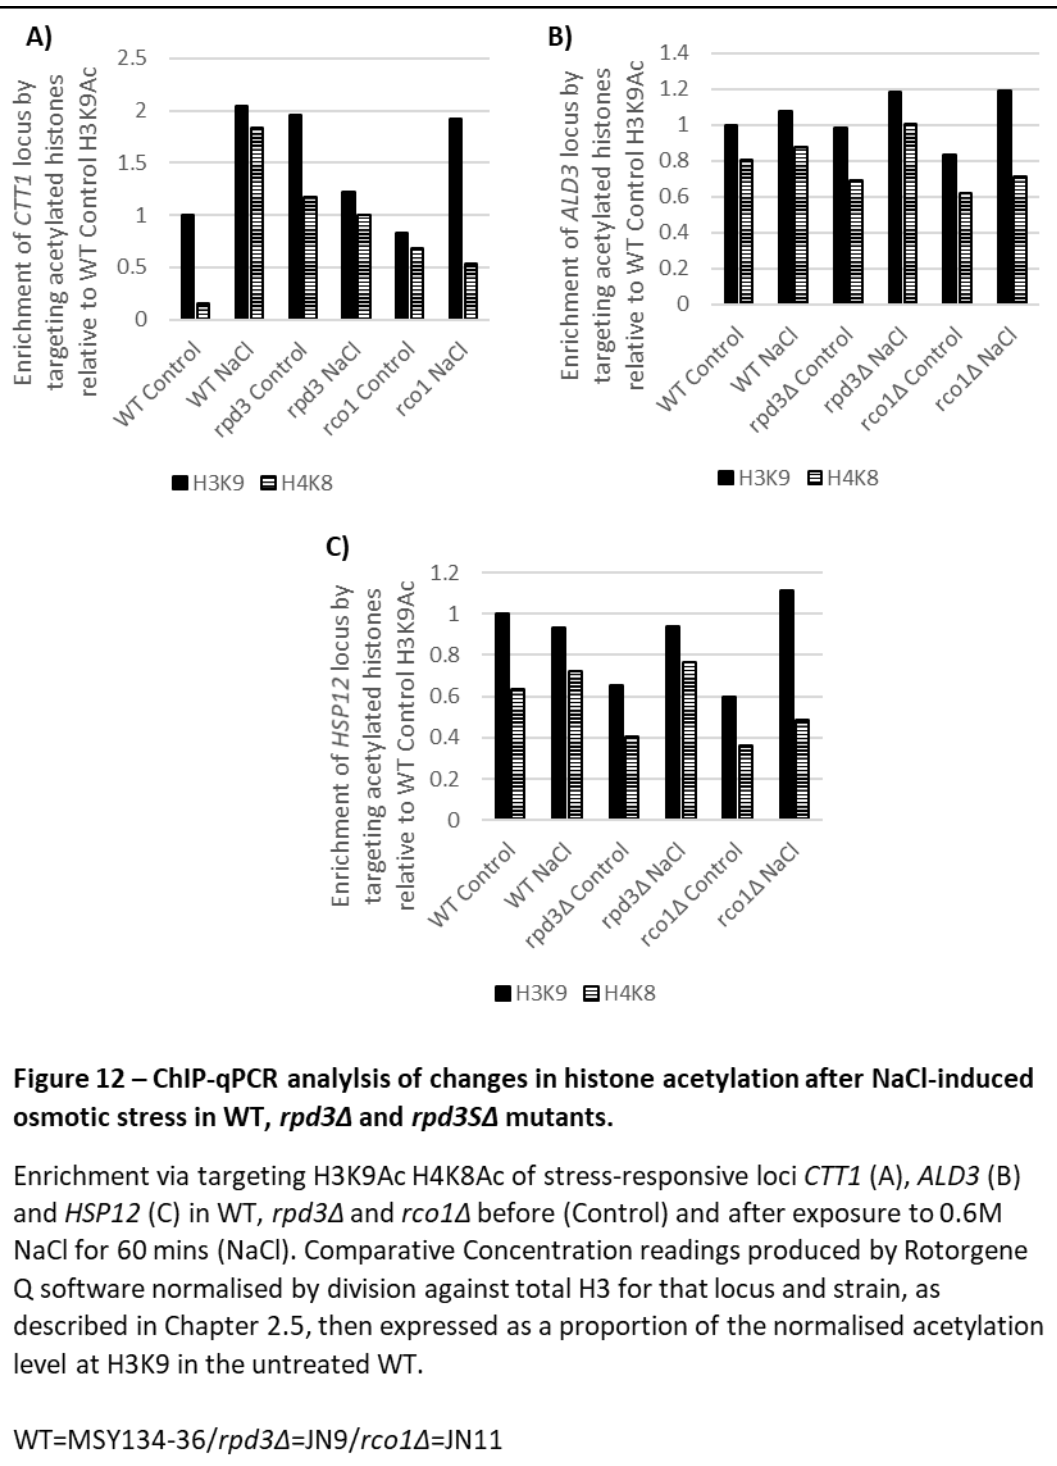 A)
Enrichment of CTT1 locus by
targeting acetylated histones
relative to WT Control H3K9Ac
2.5
2
1.5
1
0.5
0
WT Control
WT NaCl
rpd3 Control
rpd3 NaCl
rco1 Control
rco1 NaCl
H3K9 H4K8
B)
Enrichment of ALD3 locus by
targeting acetylated histones
relative to WT Control H3K9Ac
1.4
1.2
1
0.8
0.6
0.4
0.2
0
WT Control
WT NaCl
rpd3Δ Control
rpd3Δ NaCl
rco1Δ Control
rco1Δ NaCl
H3K9 H4K8
C)
Enrichment of HSP12 locus by
targeting acetylated histones
relative to WT Control H3K9Ac
1.2
1
0.8
0.6
0.4
0.2
0
WT Control
WT NaCl
rpd3Δ Control
rpd3Δ NaCl
rco1Δ Control
rco1Δ NaCl
H3K9 H4K8
Figure 12 – ChIP-qPCR analylsis of changes in histone acetylation after NaCl-induced
osmotic stress in WT, rpd3Δ and rpd3SΔ mutants.
Enrichment via targeting H3K9Ac H4K8Ac of stress-responsive loci CTT1 (A), ALD3 (B)
and HSP12 (C) in WT, rpd3Δ and rco1Δ before (Control) and after exposure to 0.6M
NaCl for 60 mins (NaCl). Comparative Concentration readings produced by Rotorgene
Q software normalised by division against total H3 for that locus and strain, as
described in Chapter 2.5, then expressed as a proportion of the normalised acetylation
level at H3K9 in the untreated WT.
WT=MSY134-36/rpd3Δ=JN9/rco1Δ=JN11